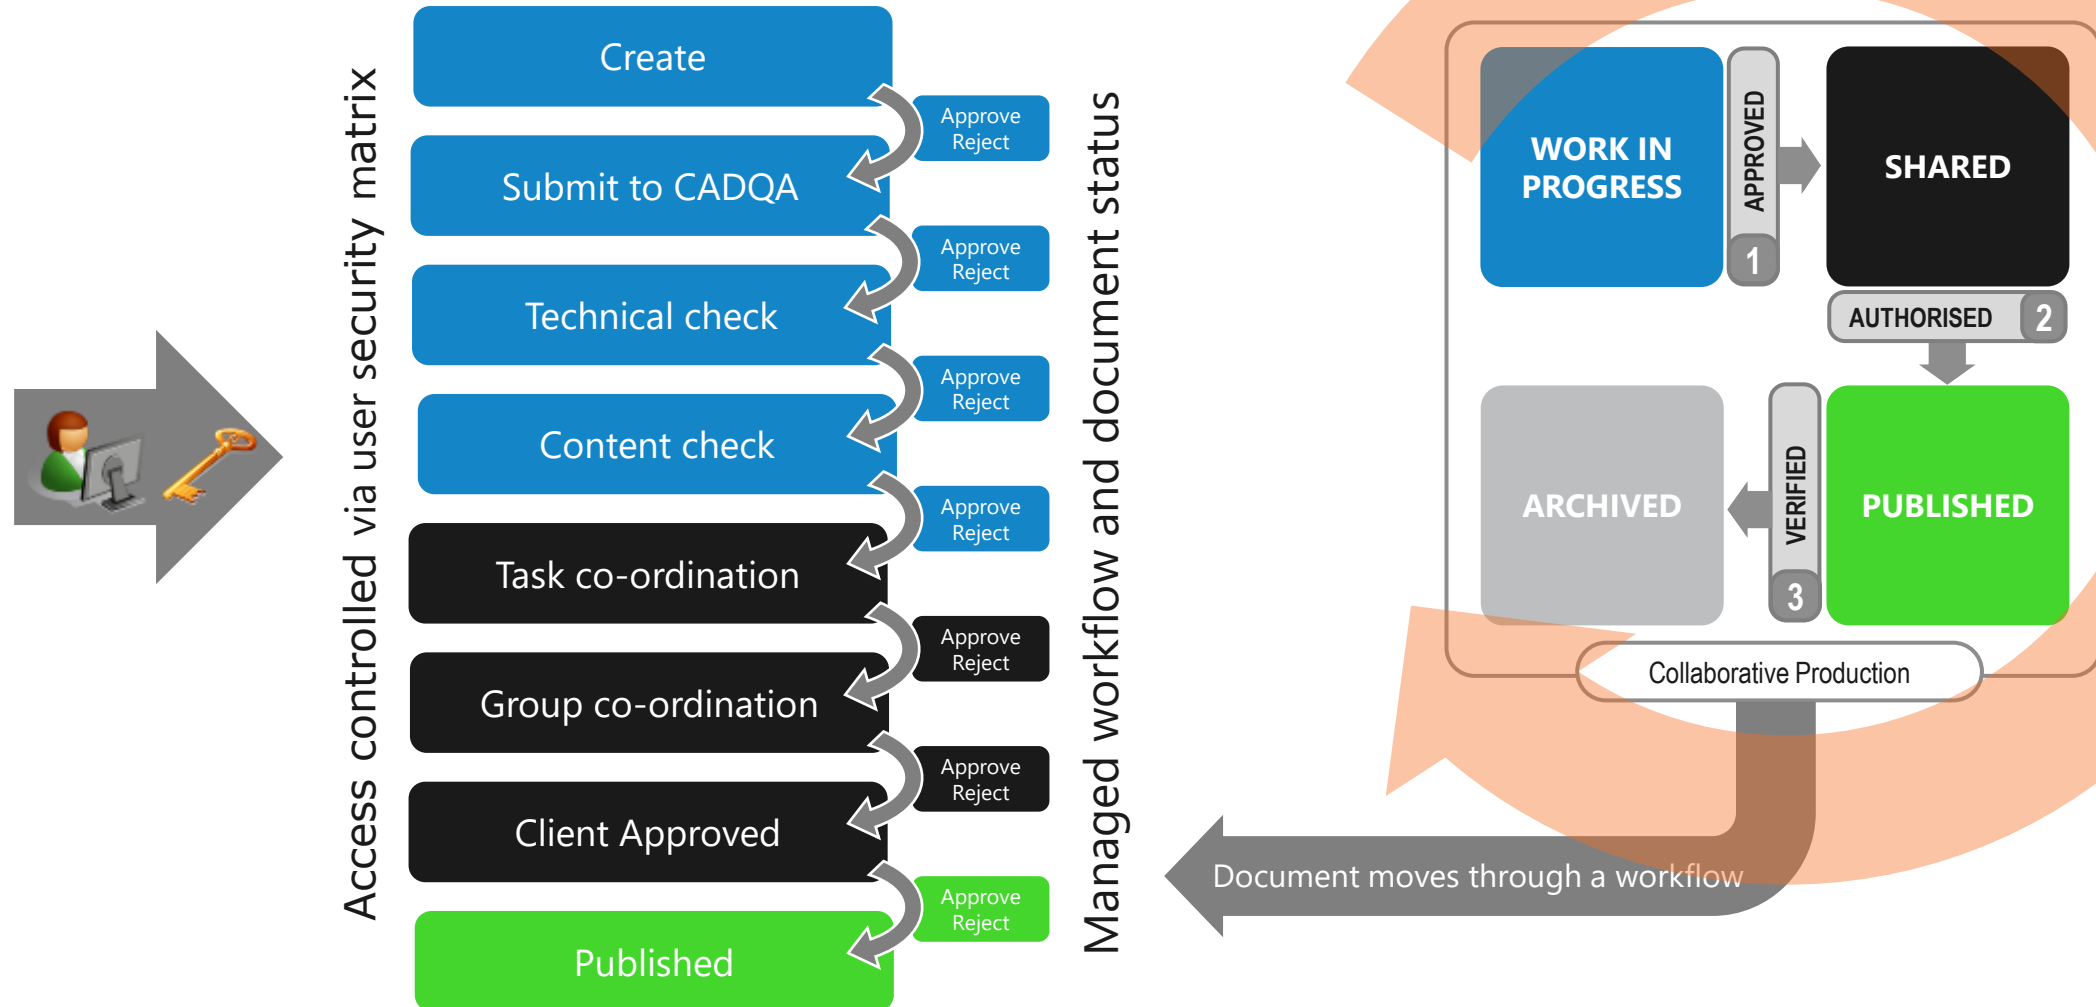 Access controlled via user security matrix
Create
Approve
Reject
Submit to CADQA
Approve
Reject
Technical check
Approve
Reject
Content check
Approve
Reject
Task co-ordination
Approve
Reject
Group co-ordination
Approve
Reject
Client Approved
Approve
Reject
Published
Managed workflow and document status
WORK IN
PROGRESS
APPROVED
1
SHARED
AUTHORISED 2
ARCHIVED
VERIFIED
3
PUBLISHED
Collaborative Production
Document moves through a workflow